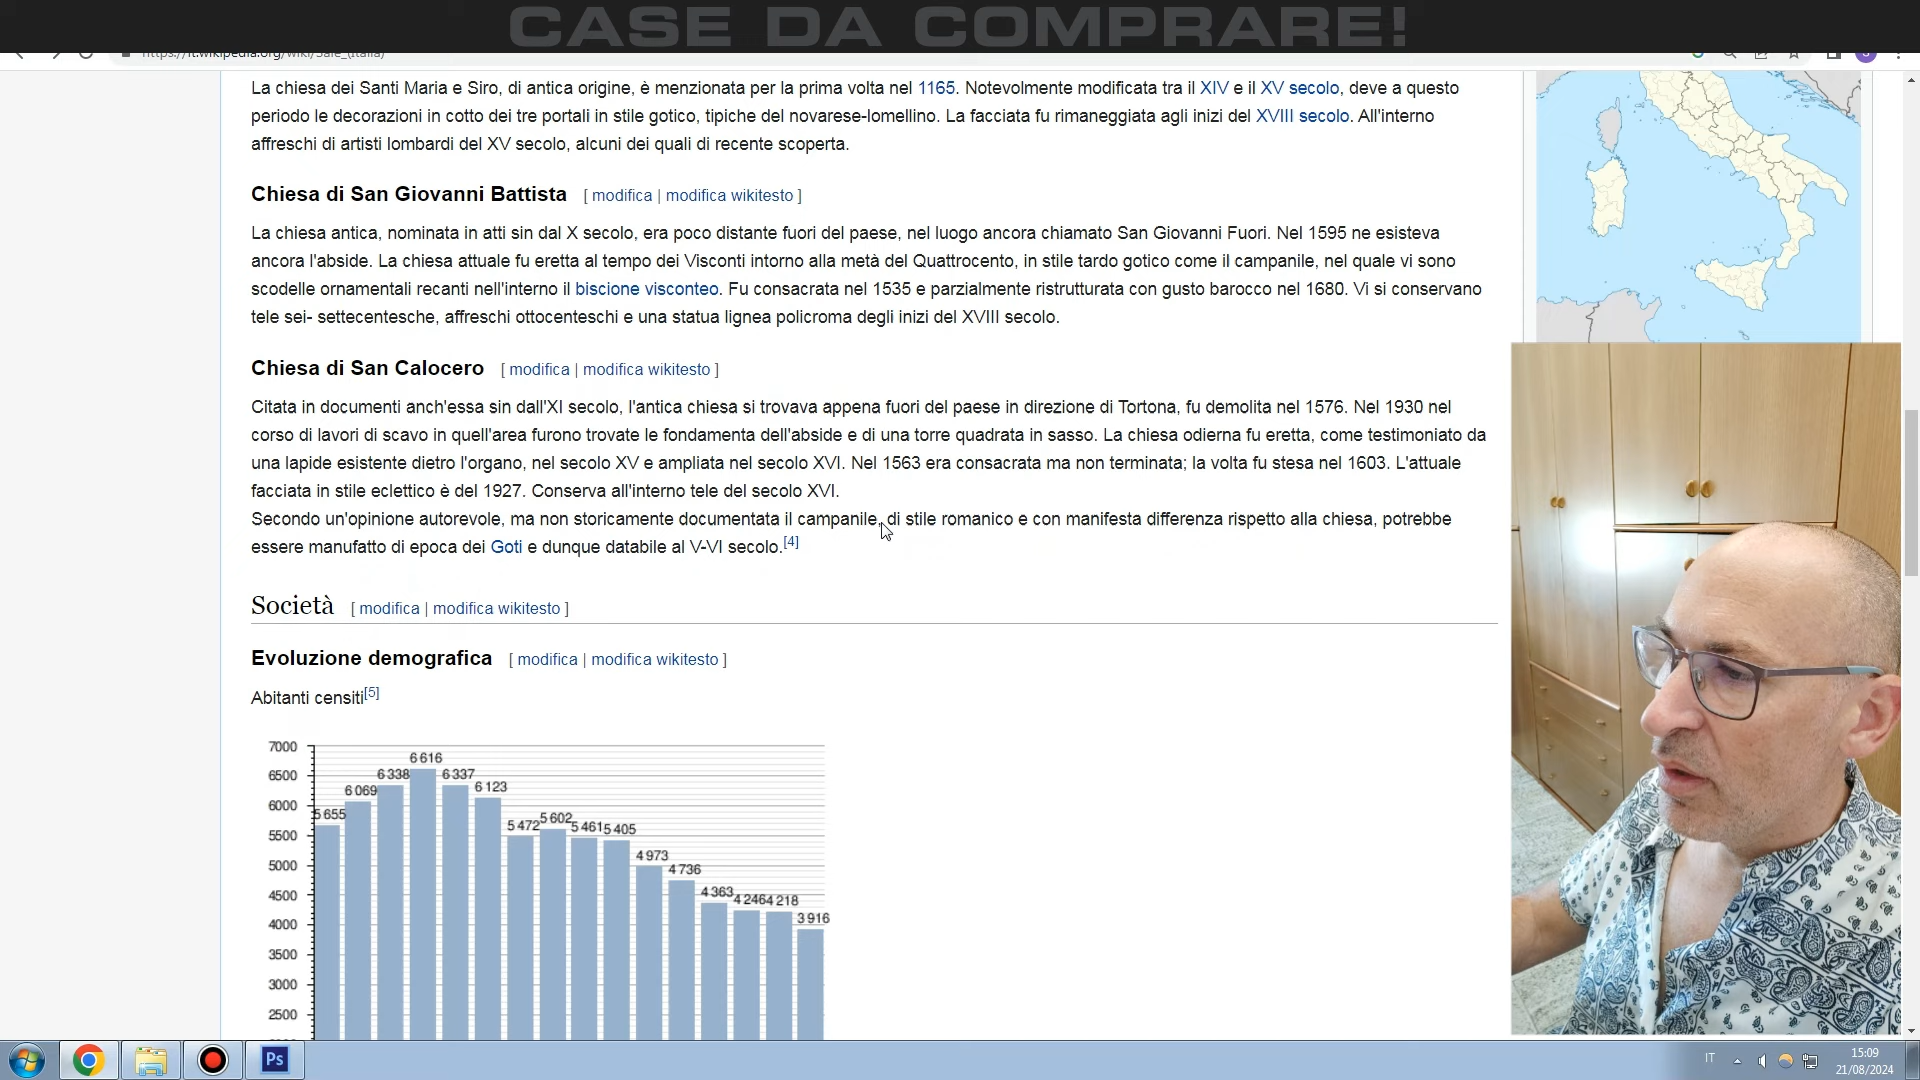 CASE DA COMPRARE!
https://it.wikipedia.org/wiki/Sale_(Italia)
La chiesa dei Santi Maria e Siro, di antica origine, è menzionata per la prima volta nel 1165. Notevolmente modificata tra il XIV e il XV secolo, deve a questo
periodo le decorazioni in cotto dei tre portali in stile gotico, tipiche del novarese-lomellino. La facciata fu rimaneggiata agli inizi del XVIII secolo. All'interno
affreschi di artisti lombardi del XV secolo, alcuni dei quali di recente scoperta.
Chiesa di San Giovanni Battista [ modifica | modifica wikitesto ]
La chiesa antica, nominata in atti sin dal X secolo, era poco distante fuori del paese, nel luogo ancora chiamato San Giovanni Fuori. Nel 1595 ne esisteva
ancora l'abside. La chiesa attuale fu eretta al tempo dei Visconti intorno alla metà del Quattrocento, in stile tardo gotico come il campanile, nel quale vi sono
scodelle ornamentali recanti nell'interno il biscione visconteo. Fu consacrata nel 1535 e parzialmente ristrutturata con gusto barocco nel 1680. Vi si conservano
tele sei- settecentesche, affreschi ottocenteschi e una statua lignea policroma degli inizi del XVIII secolo.
Chiesa di San Calocero [ modifica | modifica wikitesto ]
Citata in documenti anch'essa sin dall'XI secolo, l'antica chiesa si trovava appena fuori del paese in direzione di Tortona, fu demolita nel 1576. Nel 1930 nel
corso di lavori di scavo in quell'area furono trovate le fondamenta dell'abside e di una torre quadrata in sasso. La chiesa odierna fu eretta, come testimoniato da
una lapide esistente dietro l'organo, nel secolo XV e ampliata nel secolo XVI. Nel 1563 era consacrata ma non terminata; la volta fu stesa nel 1603. L'attuale
facciata in stile eclettico è del 1927. Conserva all'interno tele del secolo XVI.
Secondo un'opinione autorevole, ma non storicamente documentata il campanile, di stile romanico e con manifesta differenza rispetto alla chiesa, potrebbe
essere manufatto di epoca dei Goti e dunque databile al V-VI secolo.[4]
Società [ modifica | modifica wikitesto ]
Evoluzione demografica [ modifica | modifica wikitesto ]
Abitanti censiti[5]
7000
6500
6000
5500
5000
4500
4000
3500
3000
2500
5 655
6 069
6 338
6 616
6 337
6 123
5 472
5 602
5 461
5 405
4 973
4 736
4 363
4 246
4 218
3 916
Ps
IT
15:09
21/08/2024